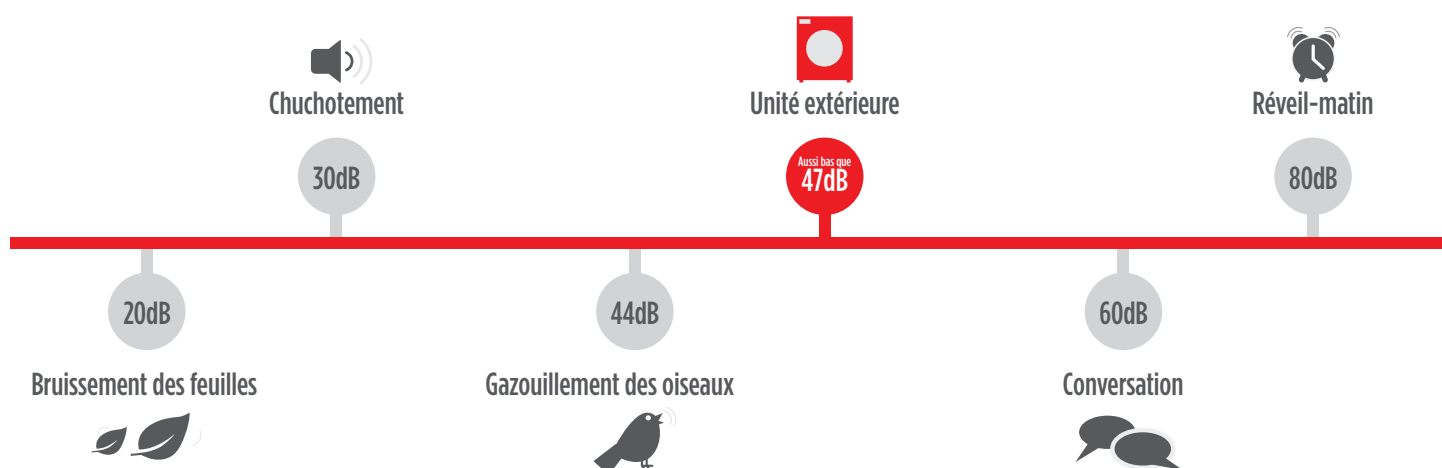 Chuchotement
Unité extérieure
Réveil-matin
30dB
Aussi bas que
47dB
80dB
20dB
44dB
60dB
Bruissement des feuilles
Gazouillement des oiseaux
Conversation